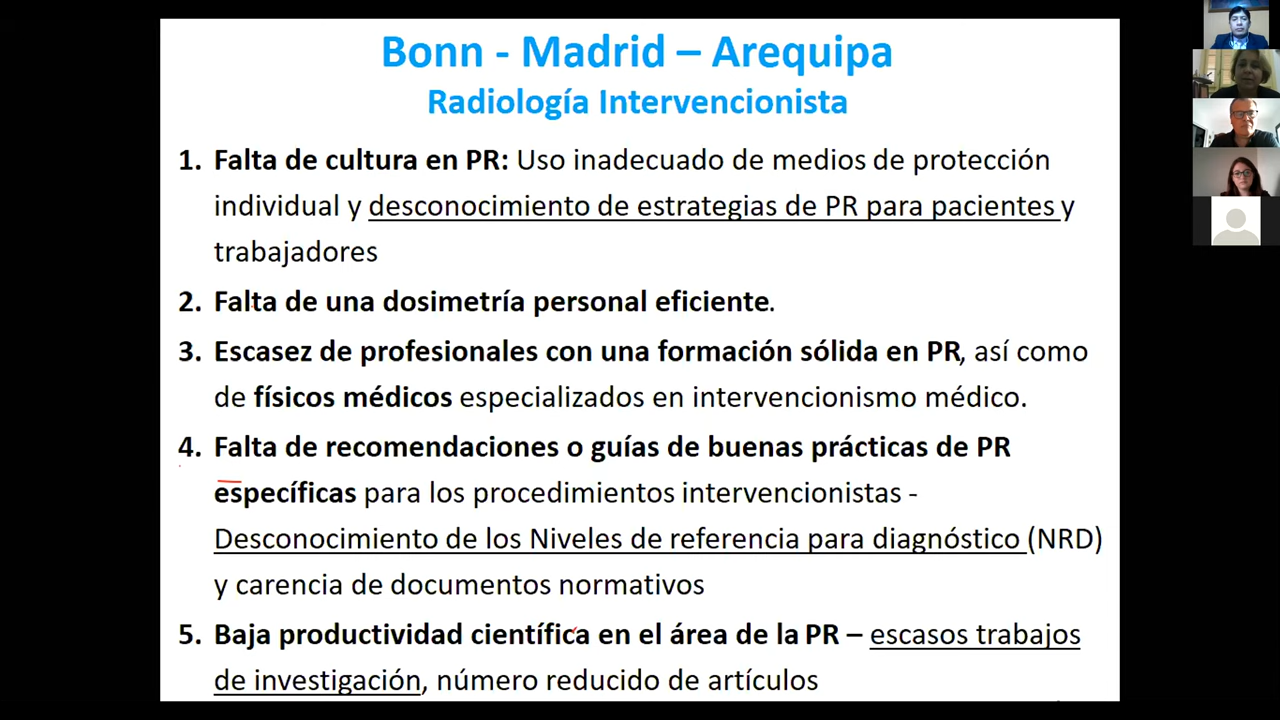 Bonn - Madrid – Arequipa
Radiología Intervencionista
1. Falta de cultura en PR: Uso inadecuado de medios de protección
individual y desconocimiento de estrategias de PR para pacientes y
trabajadores
2. Falta de una dosimetría personal eficiente.
3. Escasez de profesionales con una formación sólida en PR, así como
de físicos médicos especializados en intervencionismo médico.
4. Falta de recomendaciones o guías de buenas prácticas de PR
específicas para los procedimientos intervencionistas -
Desconocimiento de los Niveles de referencia para diagnóstico (NRD)
y carencia de documentos normativos
5. Baja productividad científica en el área de la PR – escasos trabajos
de investigación, número reducido de artículos